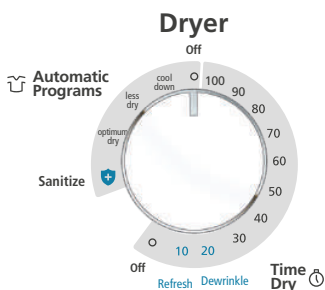 Dryer
Off
Automatic
Programs
cool
down
less
dry
optimum
dry
Sanitize
100
90
80
70
60
50
40
30
20
10
Off
Refresh
Dewrinkle
Time
Dry